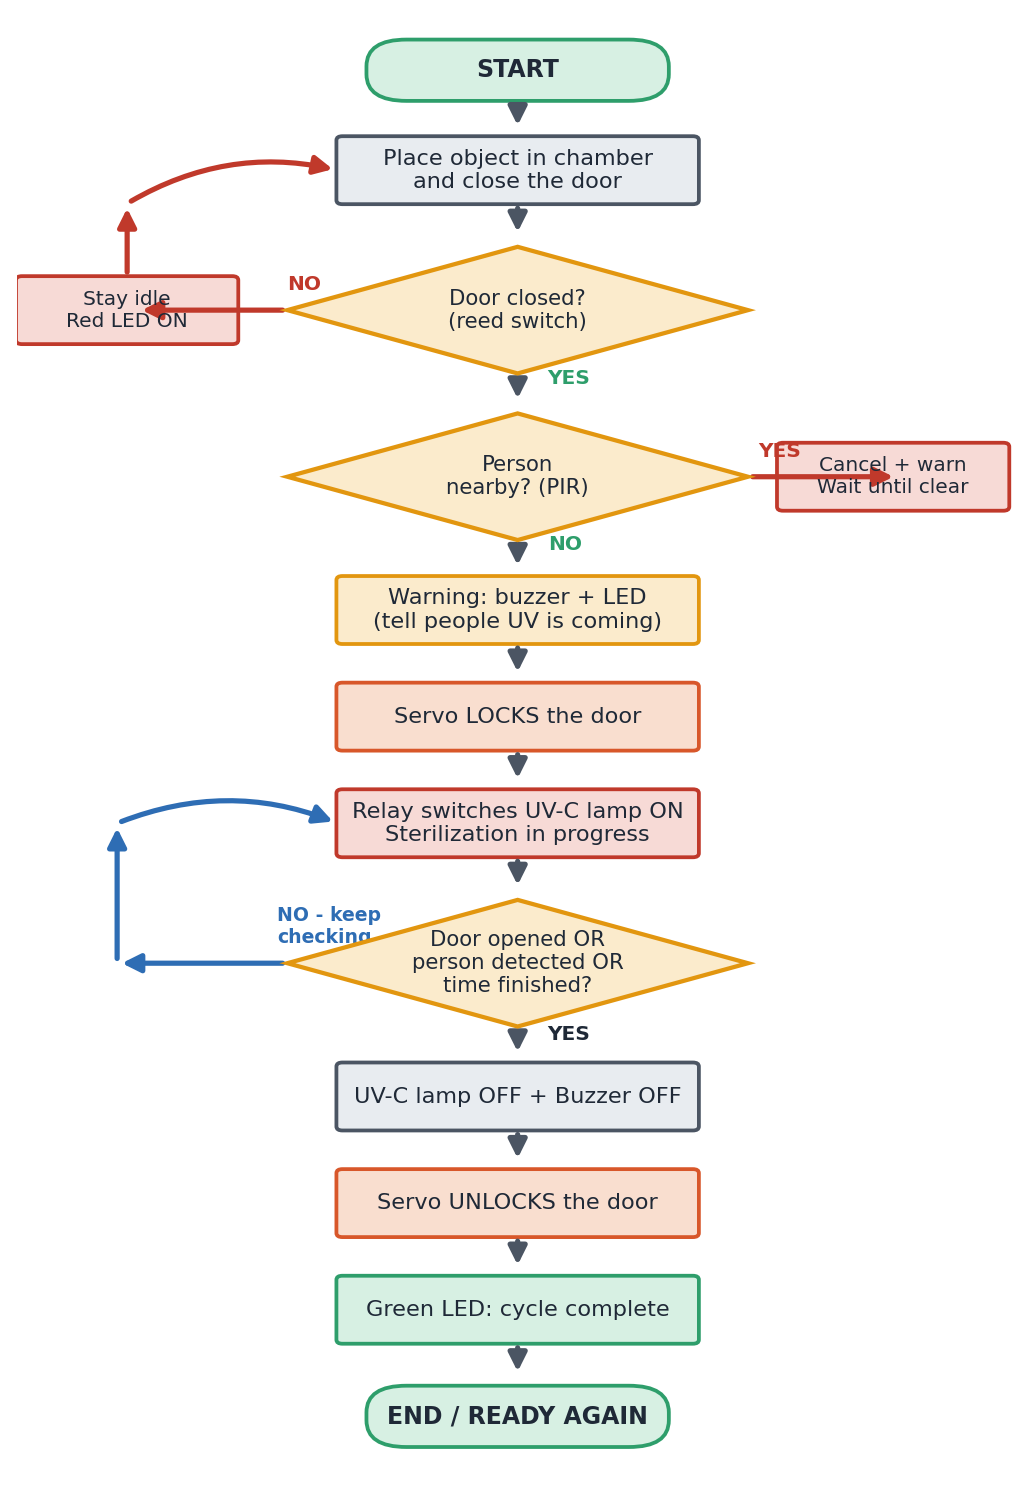 START
Place object in chamber
and close the door
NO
Door closed?
(reed switch)
Stay idle
Red LED ON
YES
Person
nearby? (PIR)
YES
Cancel + warn
Wait until clear
NO
Warning: buzzer + LED
(tell people UV is coming)
Servo LOCKS the door
Relay switches UV-C lamp ON
Sterilization in progress
NO - keep
checking
Door opened OR
person detected OR
time finished?
YES
UV-C lamp OFF + Buzzer OFF
Servo UNLOCKS the door
Green LED: cycle complete
END / READY AGAIN